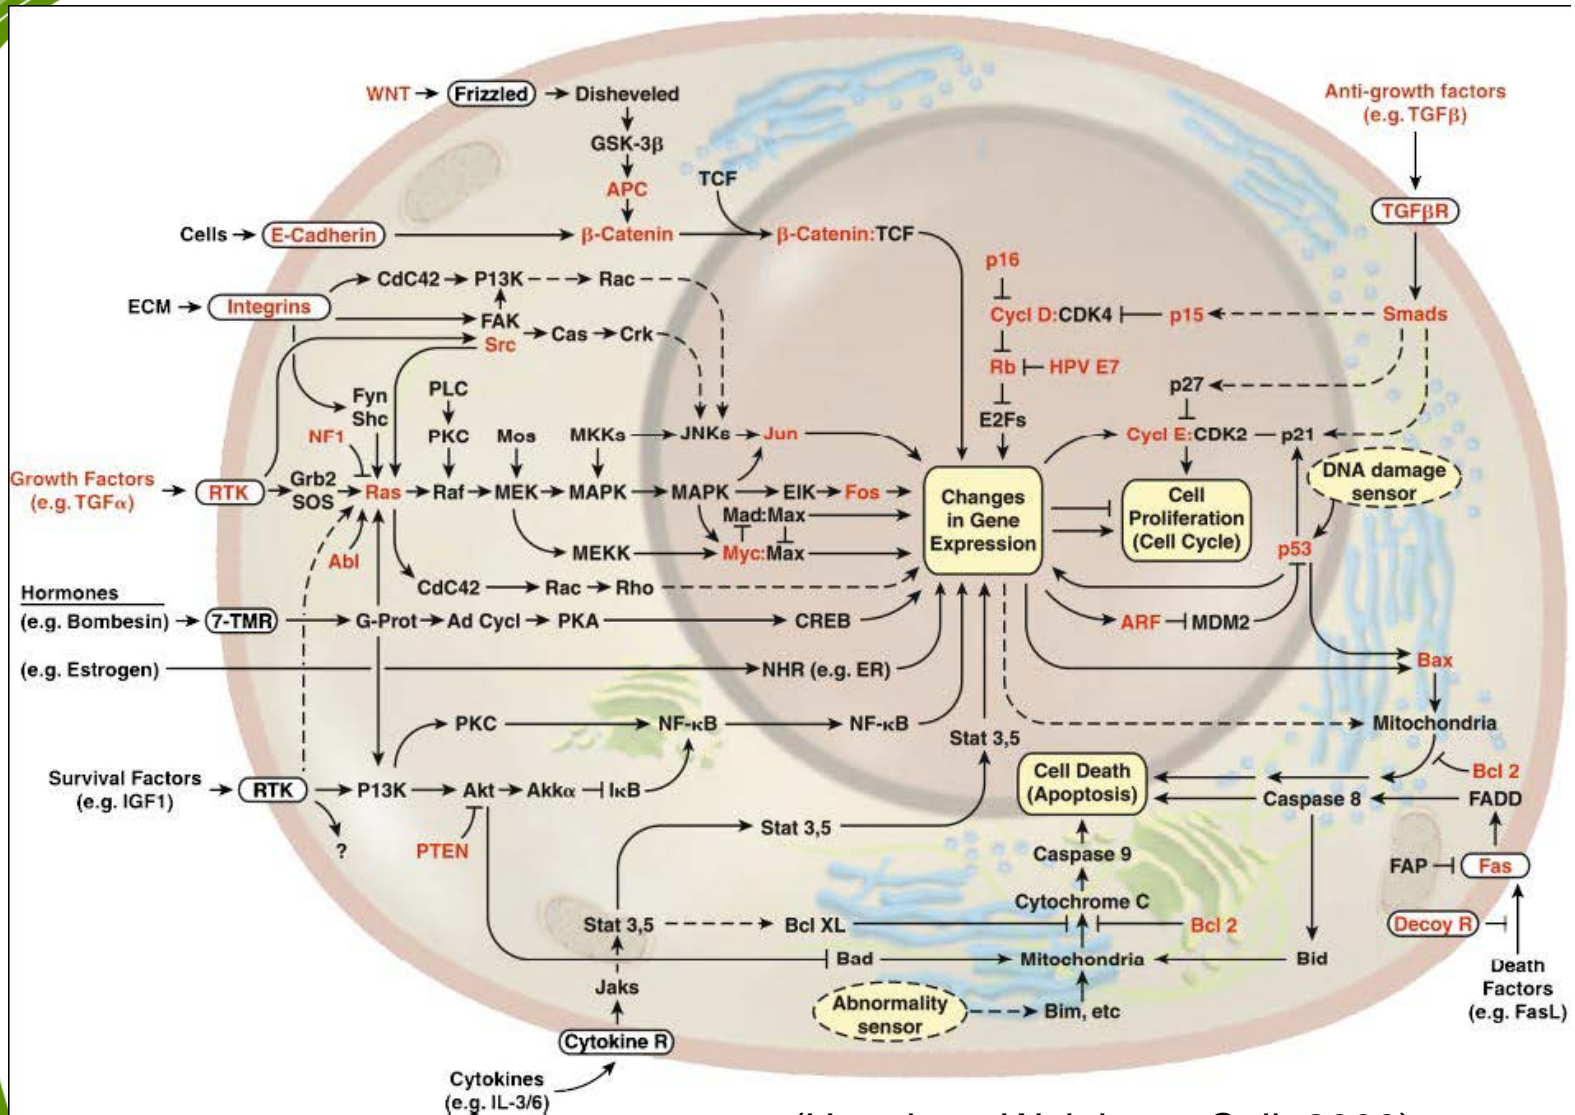 WNT
Frizzled
Disheveled
GSK-3β
APC
TCF
Cells
E-Cadherin
β-Catenin
β-Catenin:TCF
Anti-growth factors
(e.g. TGFβ)
TGFβR
Smads
CdC42
P13K
Rac
ECM
Integrins
FAK
Src
Cas
Crk
p16
Cycl D:CDK4
p15
Rb
HPV E7
E2Fs
p27
Cycl E:CDK2
p21
Fyn
Shc
PLC
NF1
PKC
Mos
MKKs
JNKs
Jun
DNA damage
sensor
Growth Factors
(e.g. TGFα)
RTK
Grb2
SOS
Ras
Raf
MEK
MAPK
MAPK
ElK
Fos
Mad:Max
Abl
MEKK
Myc:Max
Changes
in Gene
Expression
Cell
Proliferation
(Cell Cycle)
p53
CdC42
Rac
Rho
Hormones
(e.g. Bombesin)
7-TMR
G-Prot
Ad Cycl
PKA
CREB
ARF
MDM2
(e.g. Estrogen)
NHR (e.g. ER)
Bax
PKC
NF-κB
NF-κB
Stat 3,5
Mitochondria
Survival Factors
(e.g. IGF1)
RTK
P13K
Akt
Akkα
IκB
Cell Death
(Apoptosis)
Bcl 2
Caspase 8
FADD
?
PTEN
Stat 3,5
Caspase 9
FAP
Fas
Cytochrome C
Stat 3,5
Bcl XL
Bcl 2
Decoy R
Bad
Mitochondria
Bid
Jaks
Death
Factors
(e.g. FasL)
Abnormality
sensor
Bim, etc
Cytokine R
Cytokines
(e.g. IL-3/6)